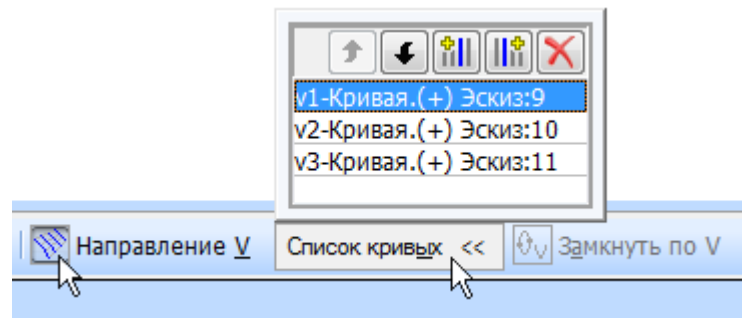 v1-Кривая.(+) Эскиз:9
v2-Кривая.(+) Эскиз:10
v3-Кривая.(+) Эскиз:11
Направление V Список кривых << Замкнуть по V